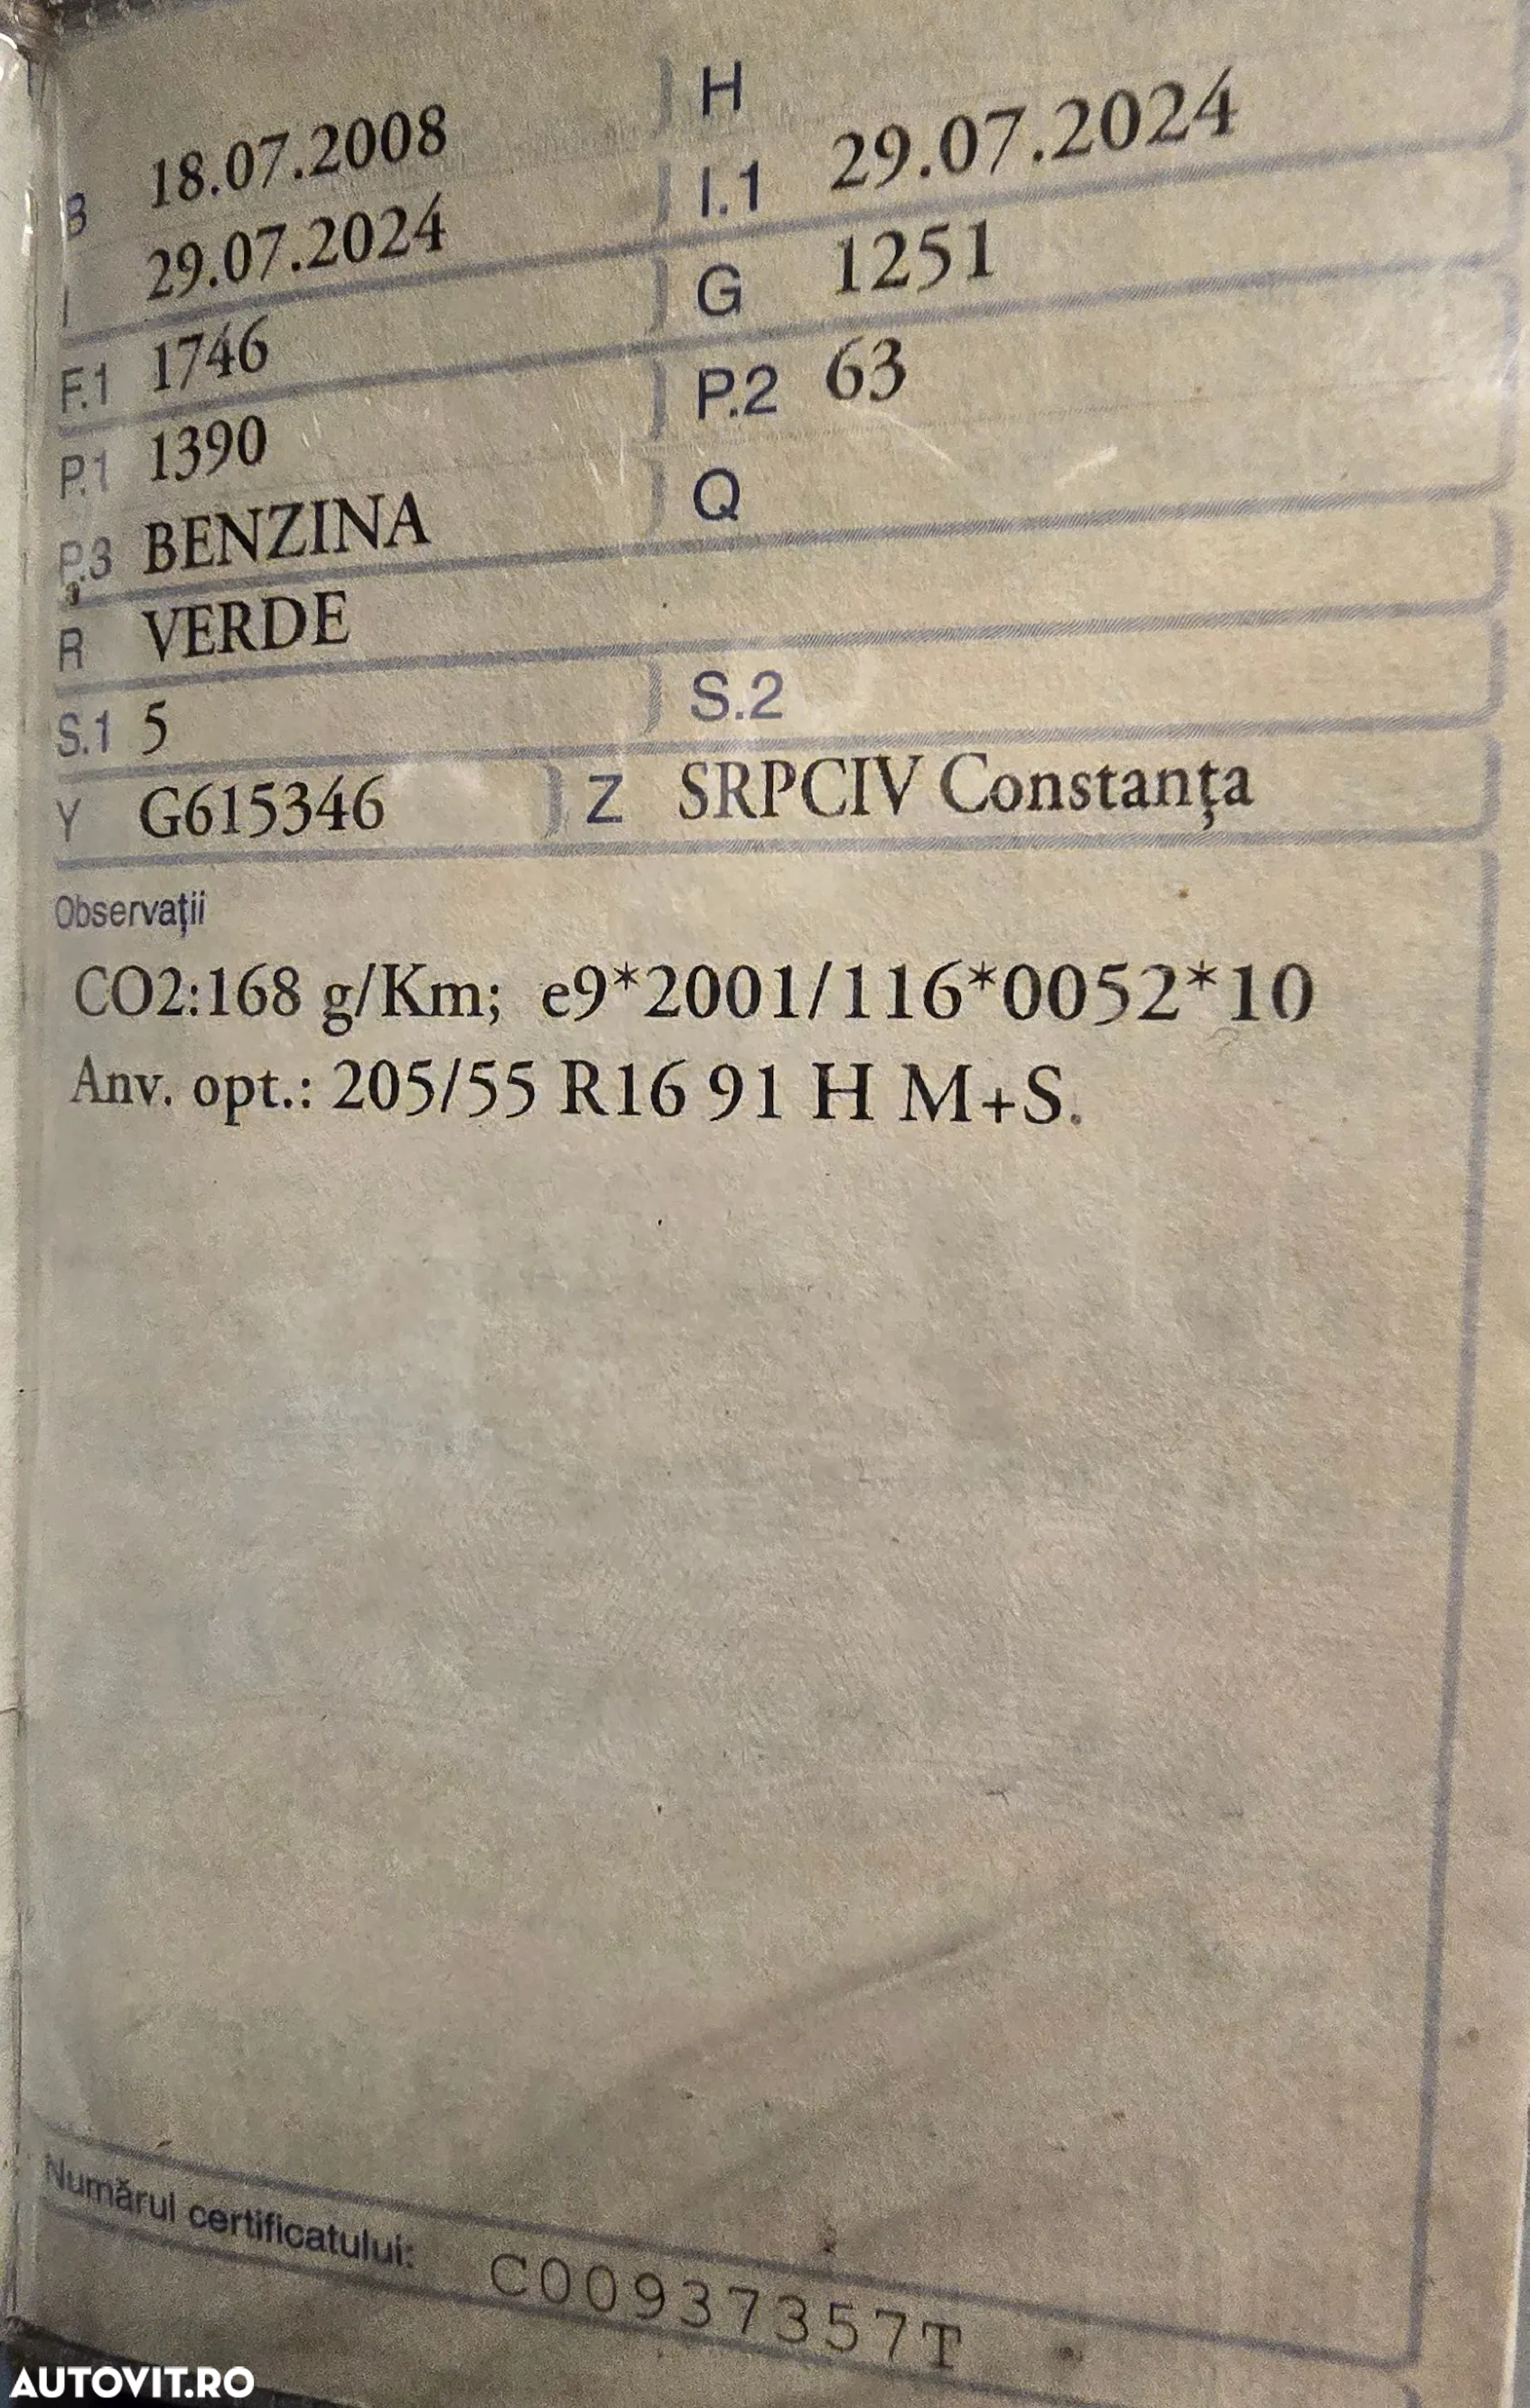 H
B 18.07.2008
I 29.07.2024 I.1 29.07.2024
F.1 1746 G 1251
P.1 1390 P.2 63
P.3 BENZINA Q
R VERDE
S.1 5 S.2
Y G615346 Z SRPCIV Constanța
Observații
CO2:168 g/Km; e9*2001/116*0052*10
Anv. opt.: 205/55 R16 91 H M+S.
Numărul certificatului: C00937357T
AUTOVIT.RO